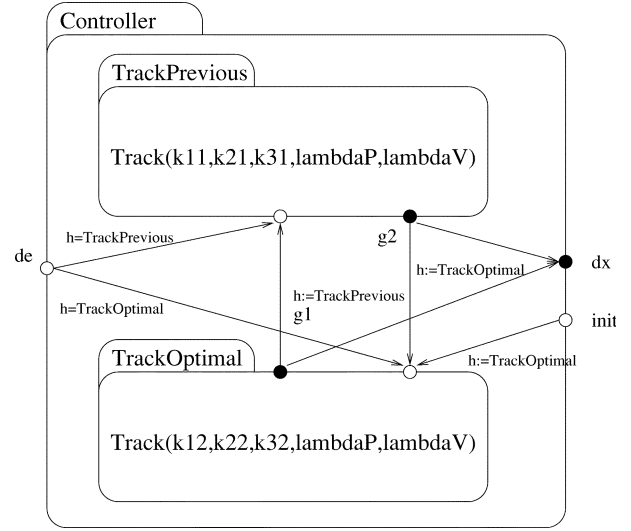 Controller
TrackPrevious
Track(k11,k21,k31,lambdaP,lambdaV)
h=TrackPrevious
g2
de
dx
h:=TrackOptimal
h:=TrackPrevious
h=TrackOptimal
g1
init
TrackOptimal
h:=TrackOptimal
Track(k12,k22,k32,lambdaP,lambdaV)